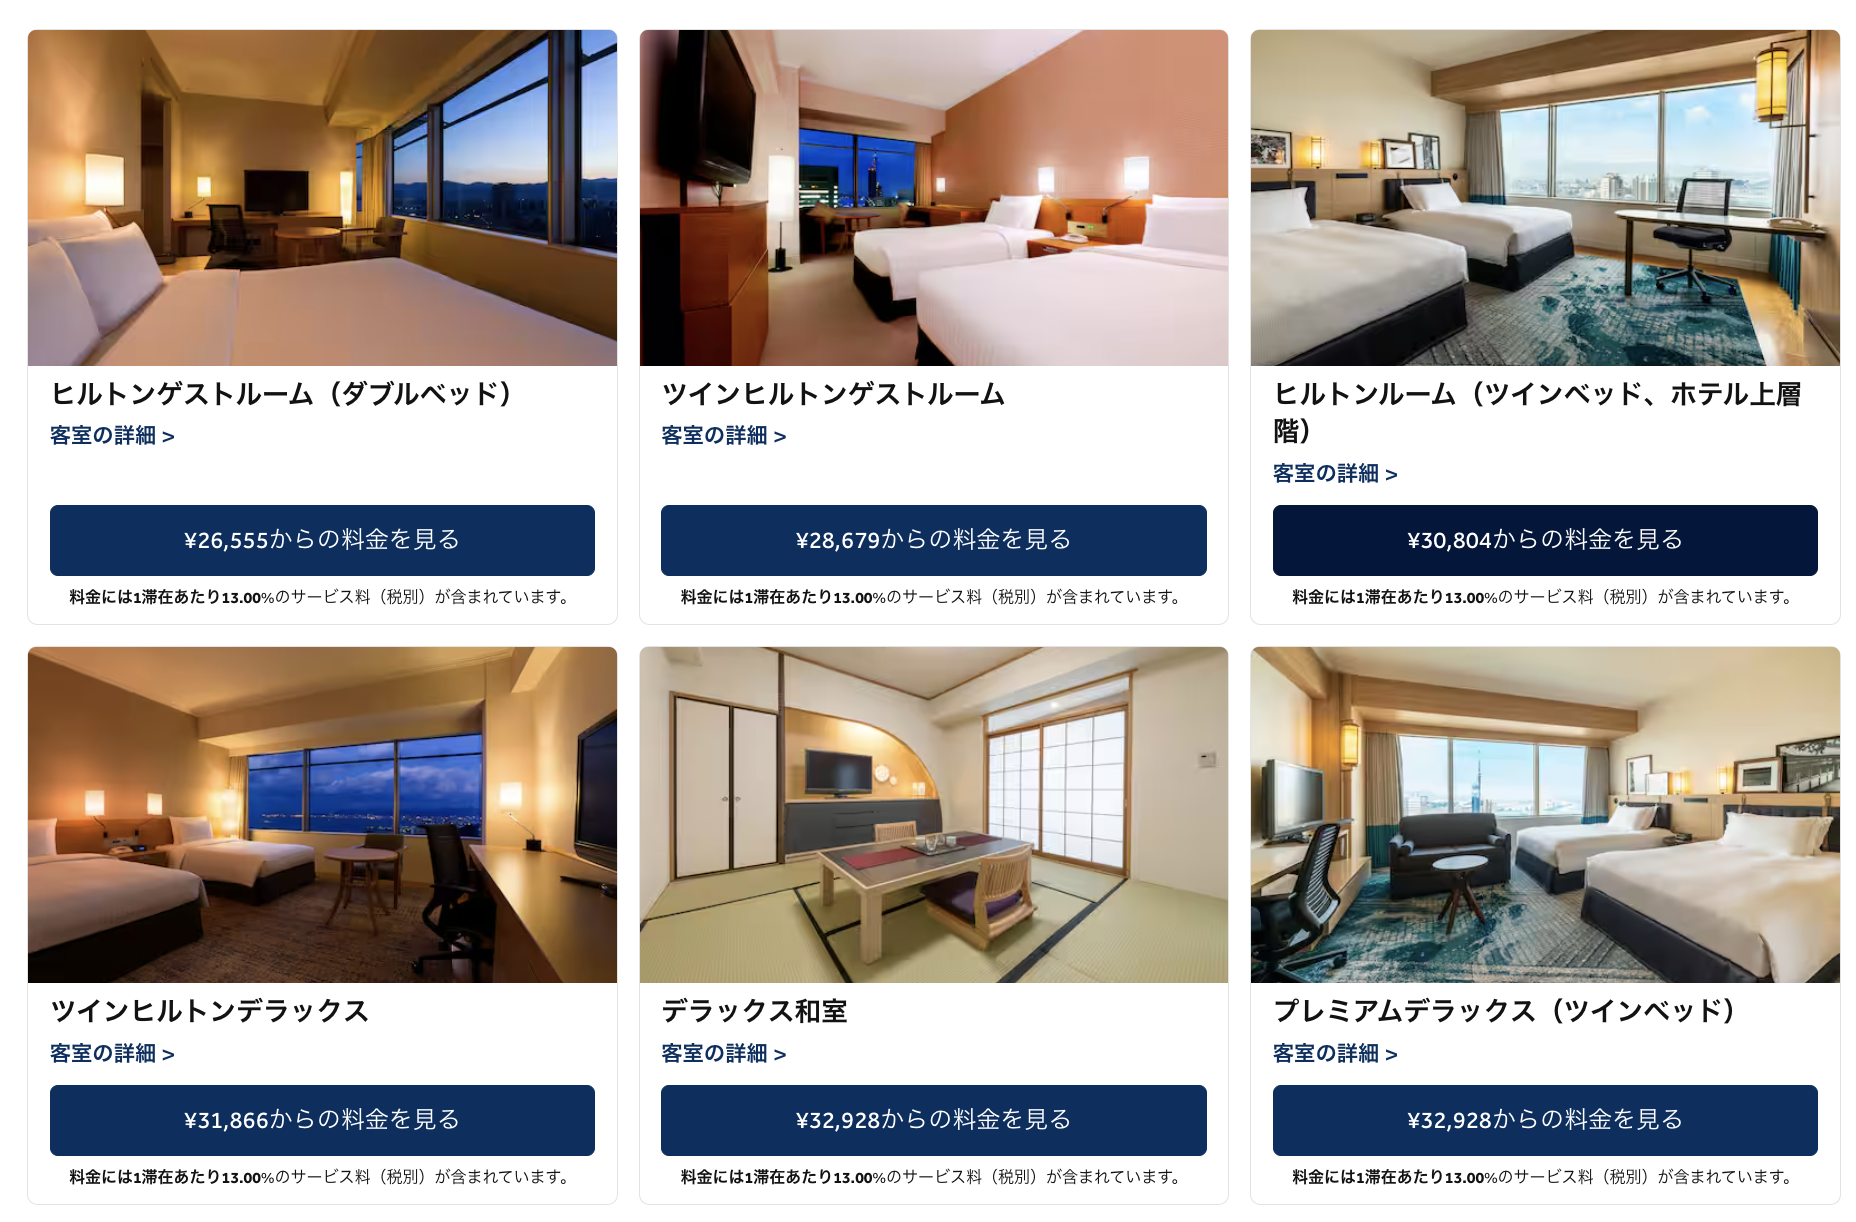 ヒルトンゲストルーム（ダブルベッド）
客室の詳細 >
¥26,555からの料金を見る
料金には1滞在あたり13.00%のサービス料（税別）が含まれています。
ツインヒルトンゲストルーム
客室の詳細 >
¥28,679からの料金を見る
料金には1滞在あたり13.00%のサービス料（税別）が含まれています。
ヒルトンルーム（ツインベッド、ホテル上層
階）
客室の詳細 >
¥30,804からの料金を見る
料金には1滞在あたり13.00%のサービス料（税別）が含まれています。
ツインヒルトンデラックス
客室の詳細 >
¥31,866からの料金を見る
料金には1滞在あたり13.00%のサービス料（税別）が含まれています。
デラックス和室
客室の詳細 >
¥32,928からの料金を見る
料金には1滞在あたり13.00%のサービス料（税別）が含まれています。
プレミアムデラックス（ツインベッド）
客室の詳細 >
¥32,928からの料金を見る
料金には1滞在あたり13.00%のサービス料（税別）が含まれています。